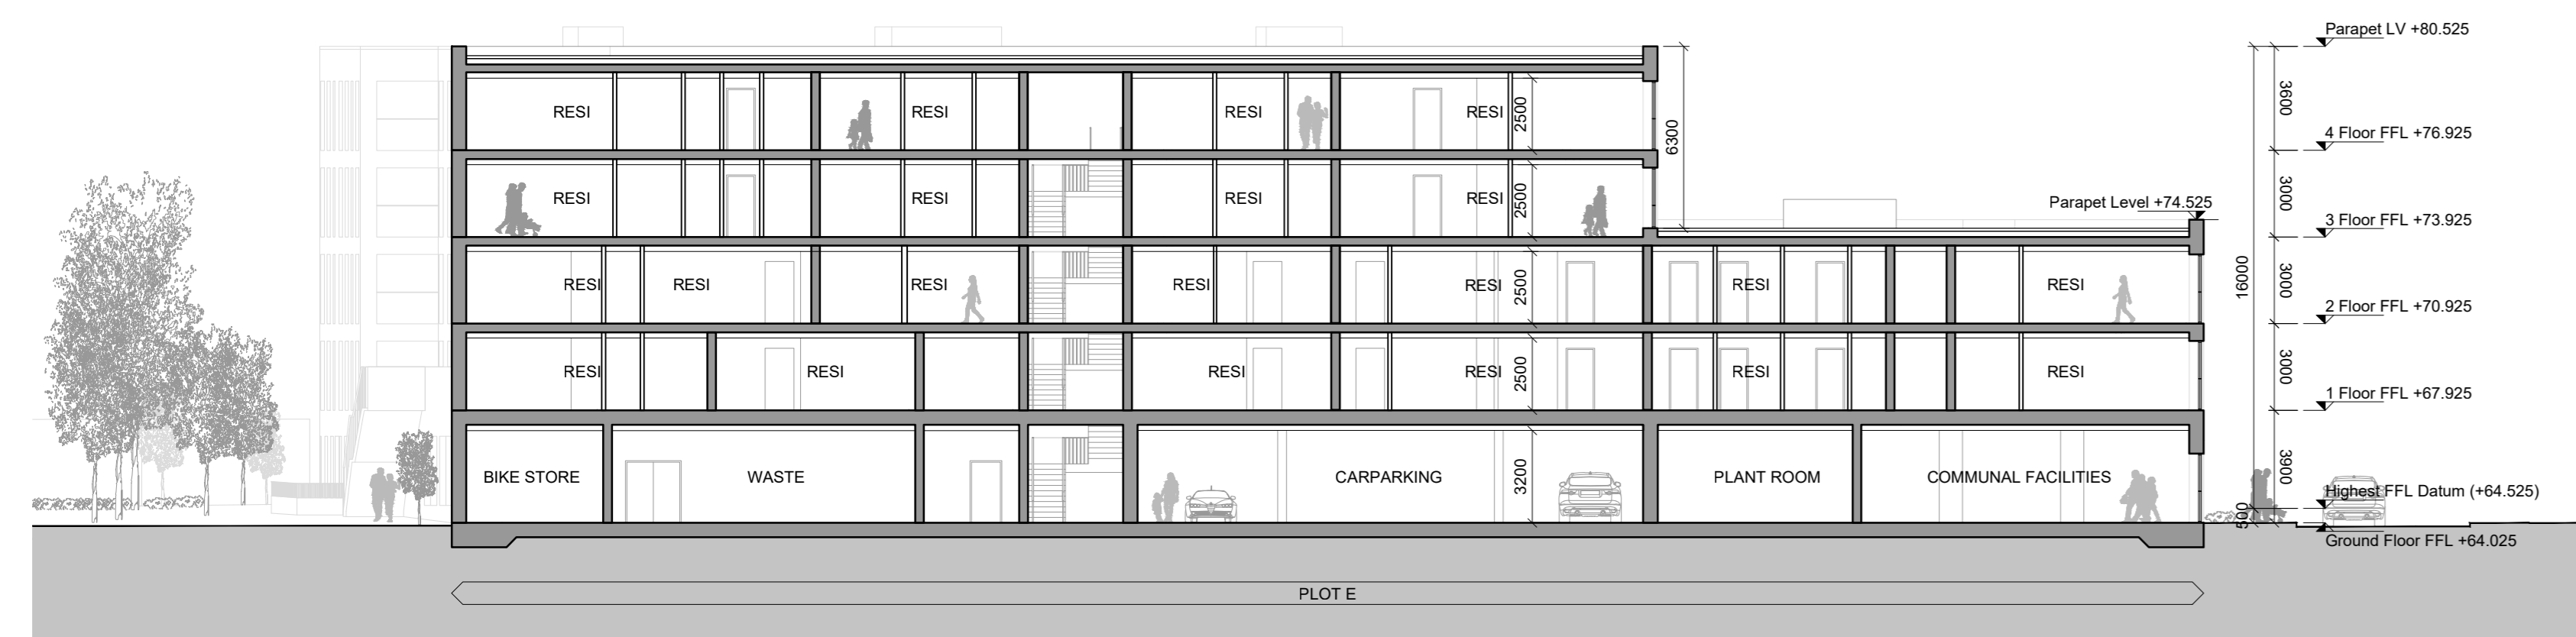 Parapet LV +80.525
3600
RESI RESI RESI RESI 2500
6300
4 Floor FFL +76.925
3000
RESI RESI RESI RESI 2500
Parapet Level +74.525
3 Floor FFL +73.925
16000
3000
RESI RESI RESI RESI RESI 2500 RESI RESI
2 Floor FFL +70.925
3000
RESI RESI RESI RESI 2500 RESI RESI
1 Floor FFL +67.925
3900
BIKE STORE WASTE CARPARKING 3200 PLANT ROOM COMMUNAL FACILITIES
Highest FFL Datum (+64.525)
500
Ground Floor FFL +64.025
PLOT E